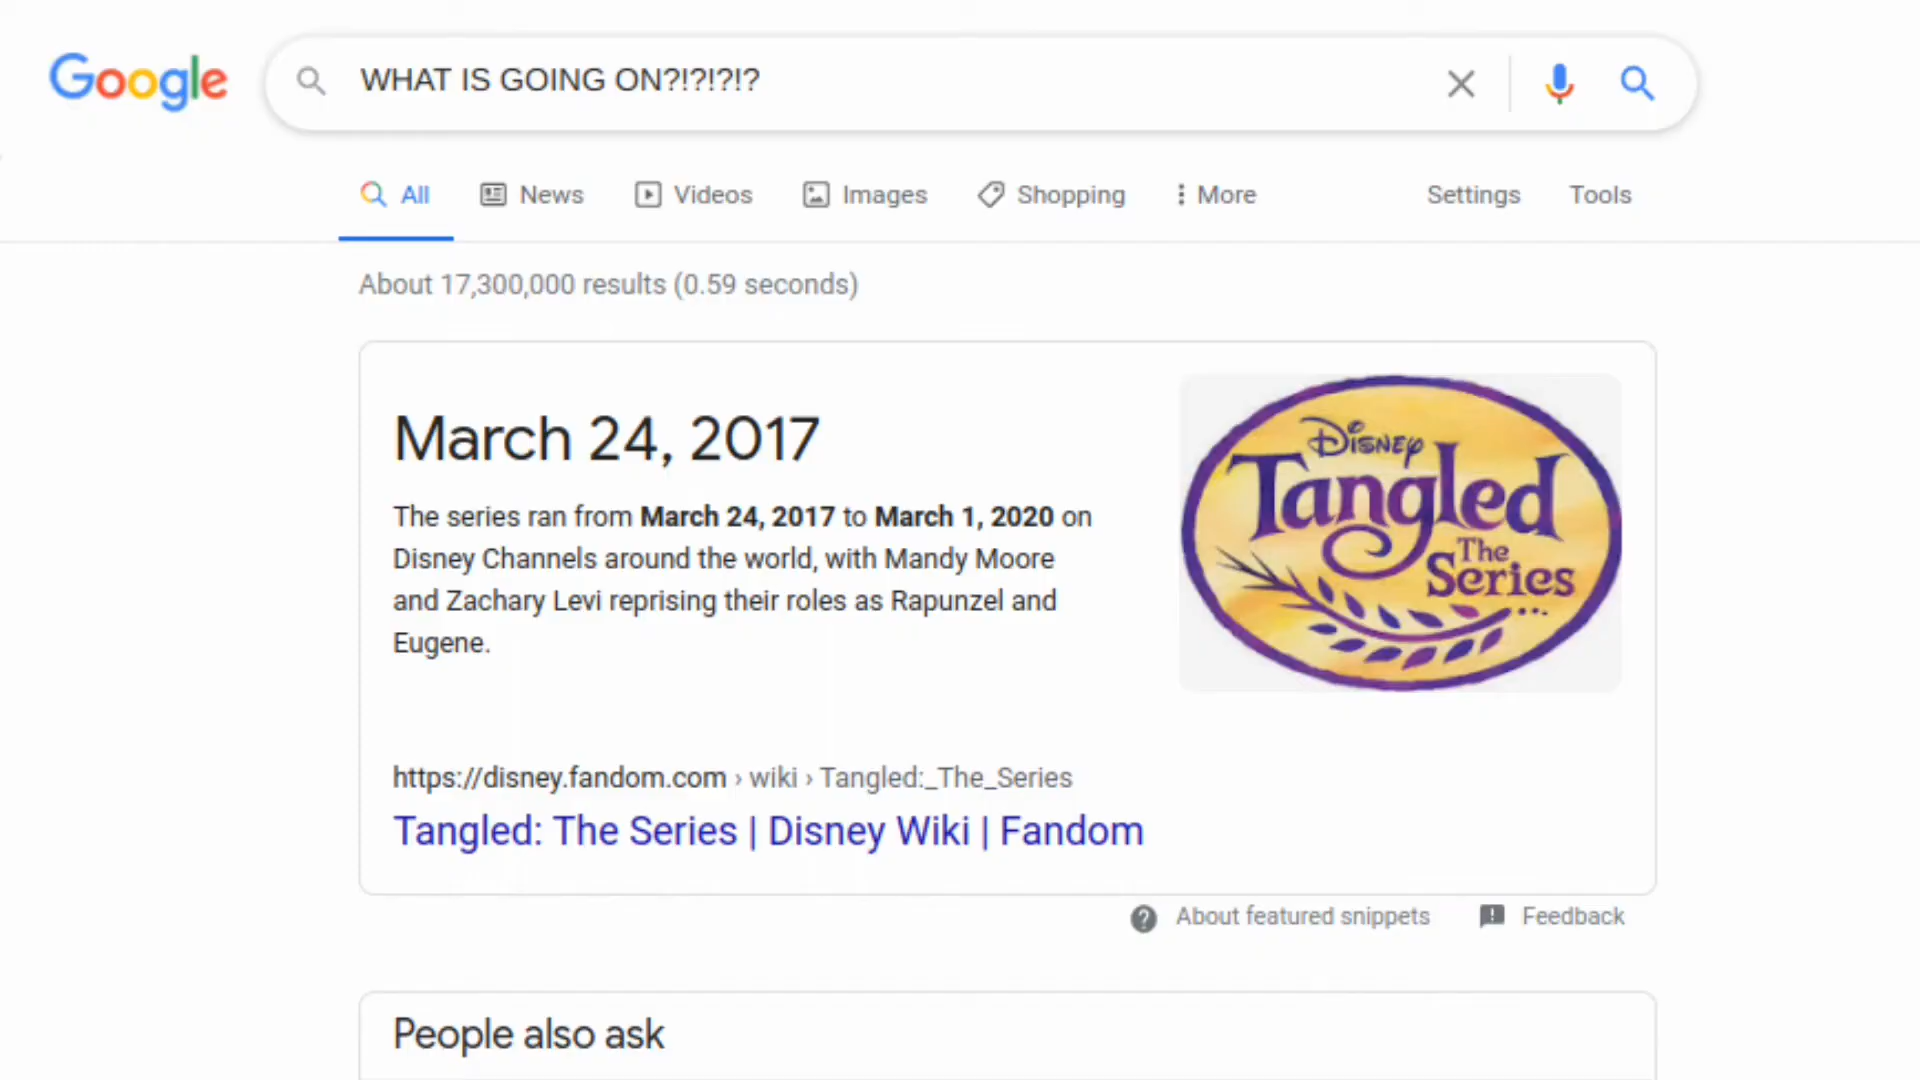 Google
WHAT IS GOING ON?!?!?!?
All News Videos Images Shopping More Settings Tools
About 17,300,000 results (0.59 seconds)
March 24, 2017
The series ran from March 24, 2017 to March 1, 2020 on
Disney Channels around the world, with Mandy Moore
and Zachary Levi reprising their roles as Rapunzel and
Eugene.
Disney
Tangled
The
Series
https://disney.fandom.com › wiki › Tangled:_The_Series
Tangled: The Series | Disney Wiki | Fandom
About featured snippets Feedback
People also ask